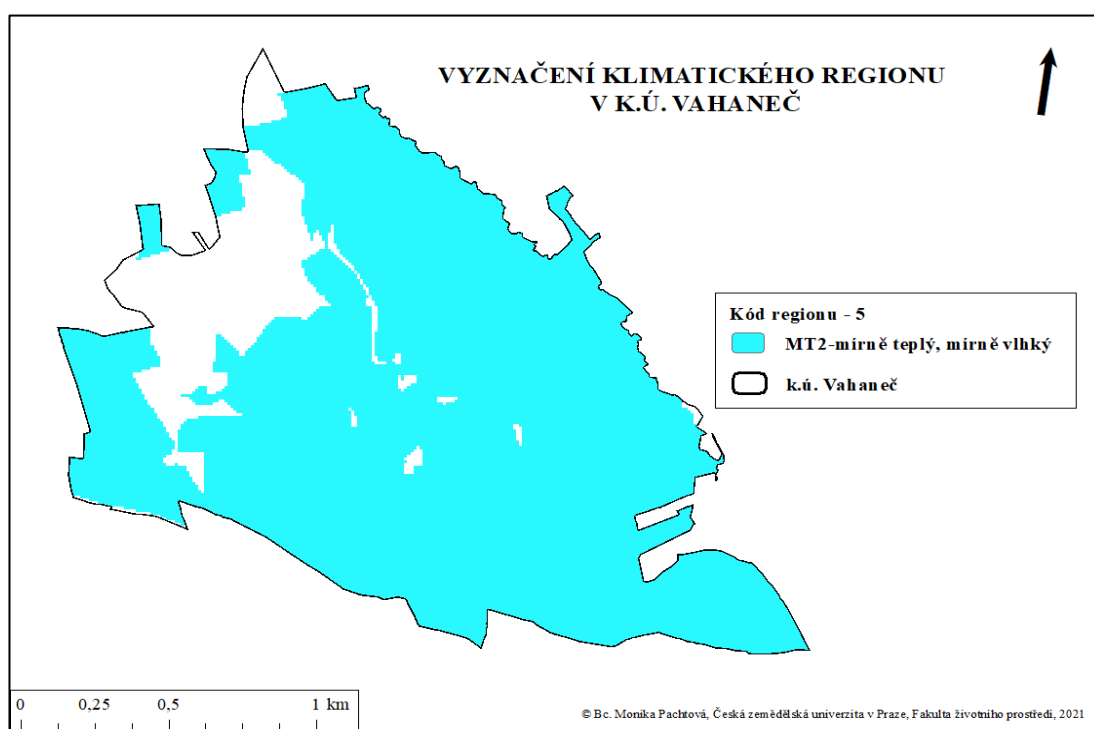 VYZNAČENÍ KLIMATICKÉHO REGIONU
V K.Ú. VAHANEČ
Kód regionu - 5
MT2-mírně teplý, mírně vlhký
k.ú. Vahaneč
0 0,25 0,5 1 km
© Bc. Monika Pachtová, Česká zemědělská univerzita v Praze, Fakulta životního prostředí, 2021